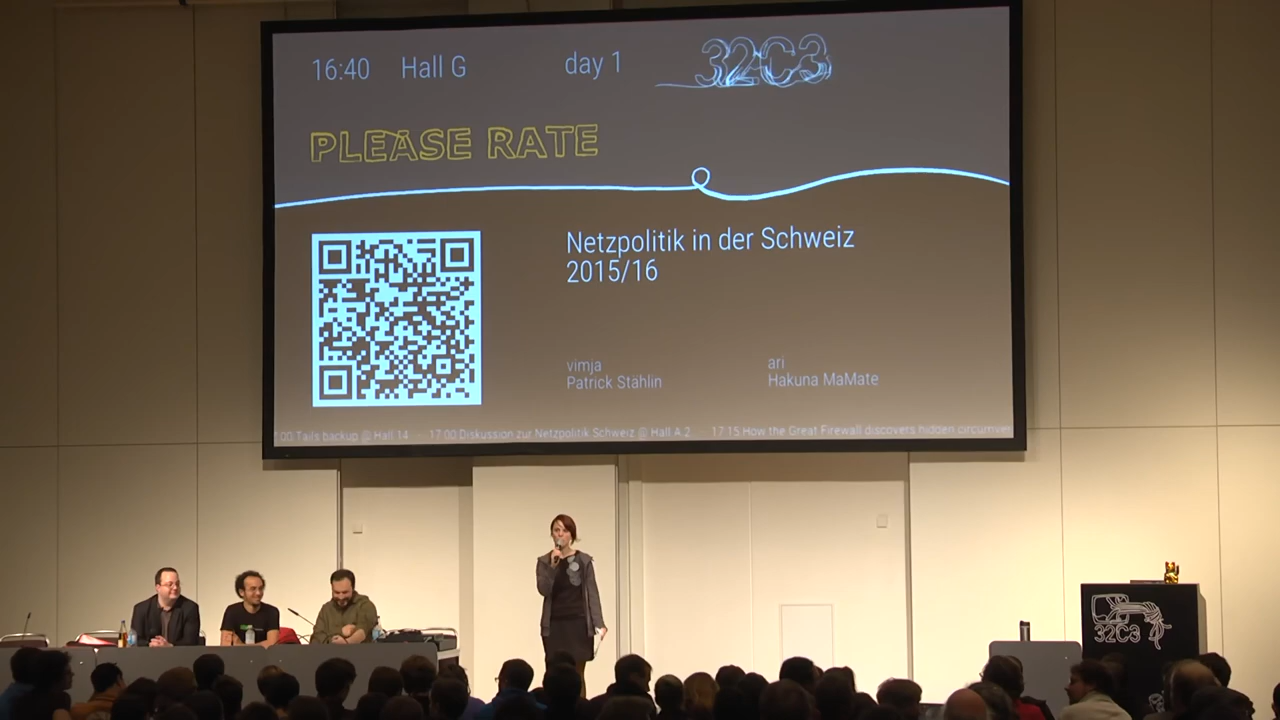 16:40 Hall G day 1 32C3
PLEASE RATE
Netzpolitik in der Schweiz
2015/16
vimja ari
Patrick Stählin Hakuna MaMate
:00 Tails backup @ Hall 14 17:00 Diskussion zur Netzpolitik Schweiz @ Hall A.2 17:15 How the Great Firewall discovers hidden circumven
32C3